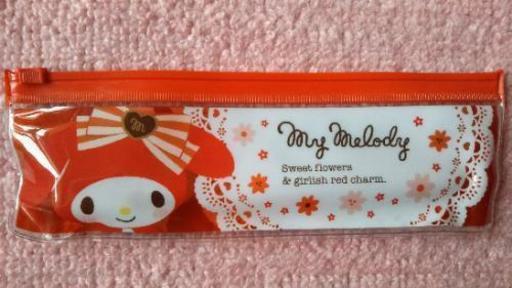 m
My Melody
Sweet flowers
& girlish red charm.